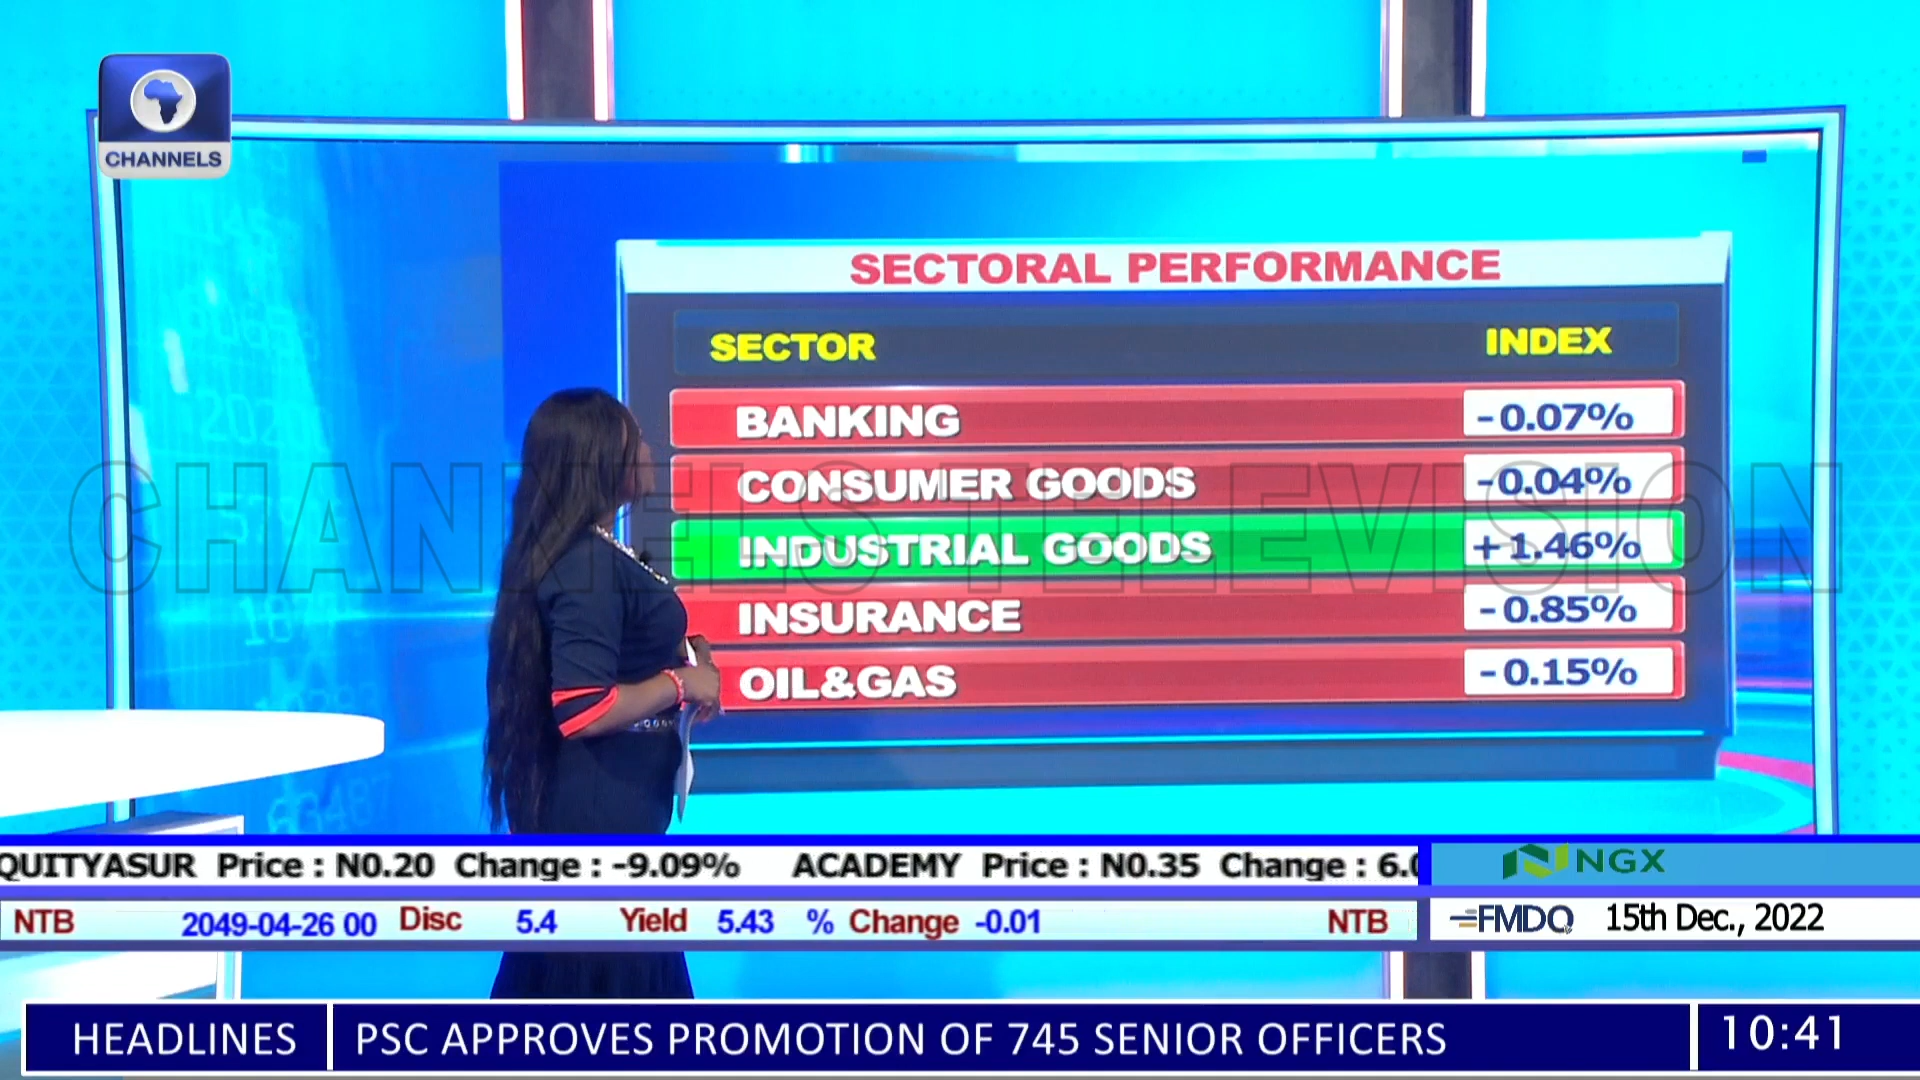 CHANNELS
SECTORAL PERFORMANCE
SECTOR INDEX
BANKING -0.07%
CONSUMER GOODS -0.04%
INDUSTRIAL GOODS +1.46%
INSURANCE -0.85%
OIL&GAS -0.15%
CHANNELS TELEVISION
QUITYASUR Price : N0.20 Change : -9.09% ACADEMY Price : N0.35 Change : 6.0
NGX
NTB 2049-04-26 00 Disc 5.4 Yield 5.43 % Change -0.01 NTB
FMDQ 15th Dec., 2022
HEADLINES PSC APPROVES PROMOTION OF 745 SENIOR OFFICERS 10:41